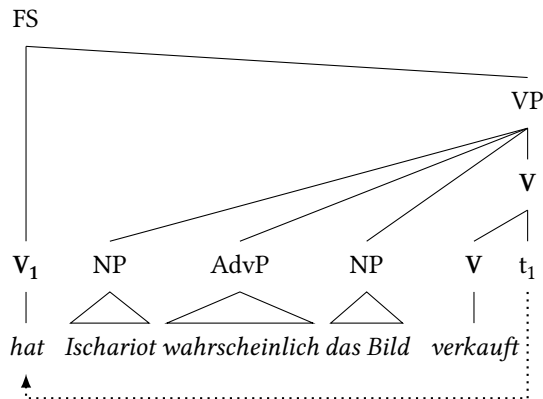 FS
VP
V
V₁ NP AdvP NP V t₁
hat Ischariot wahrscheinlich das Bild verkauft